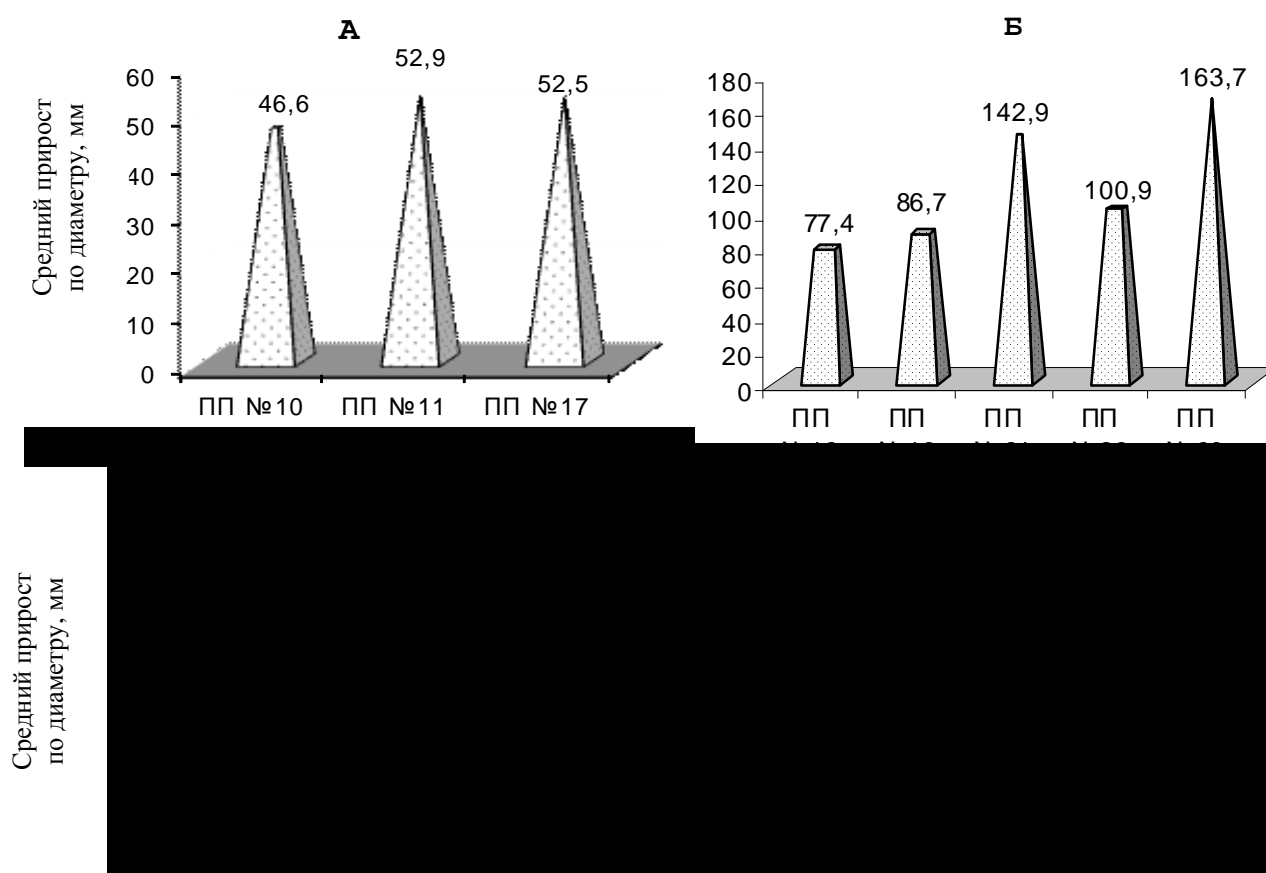 А
Средний прирост
по диаметру, мм
60
50
40
30
20
10
0
46,6
52,9
52,5
ПП №10
ПП №11
ПП №17
Б
180
160
140
120
100
80
60
40
20
0
77,4
86,7
142,9
100,9
163,7
ПП
ПП
ПП
ПП
ПП
Средний прирост
по диаметру, мм